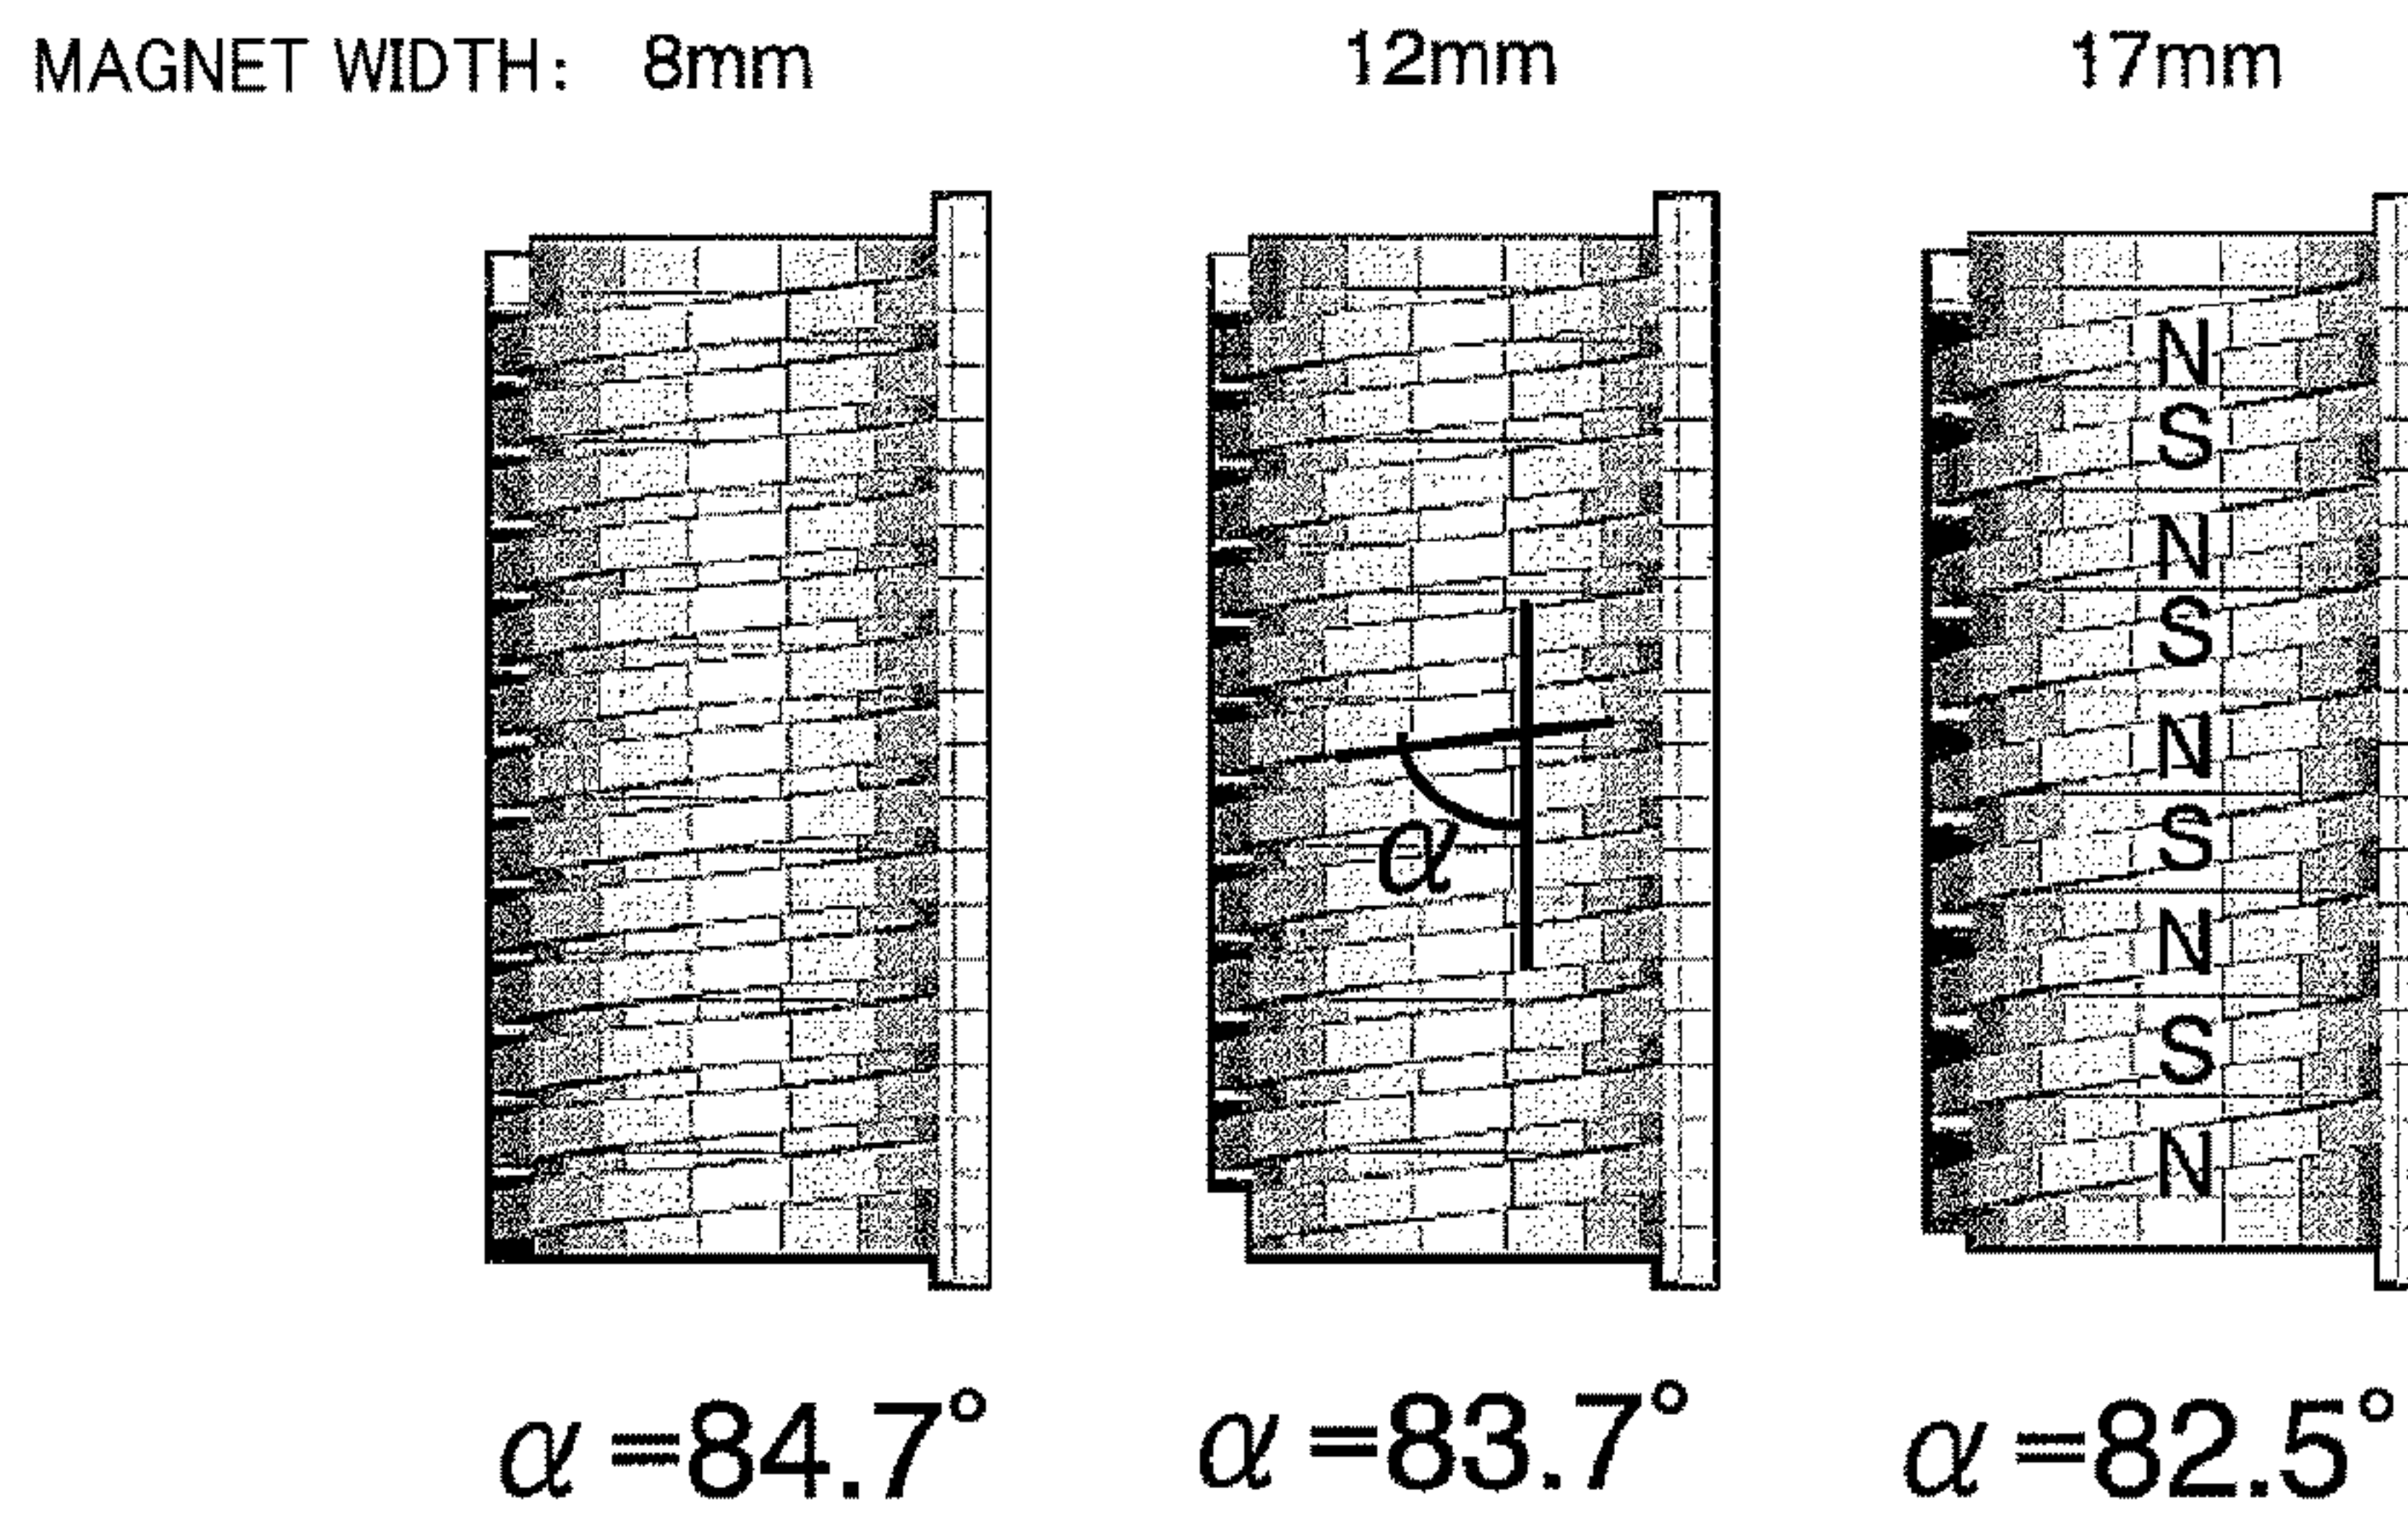 MAGNET WIDTH: 8mm 12mm 17mm
N
S
N
S
N
S
N
S
N
α
α=84.7° α=83.7° α=82.5°